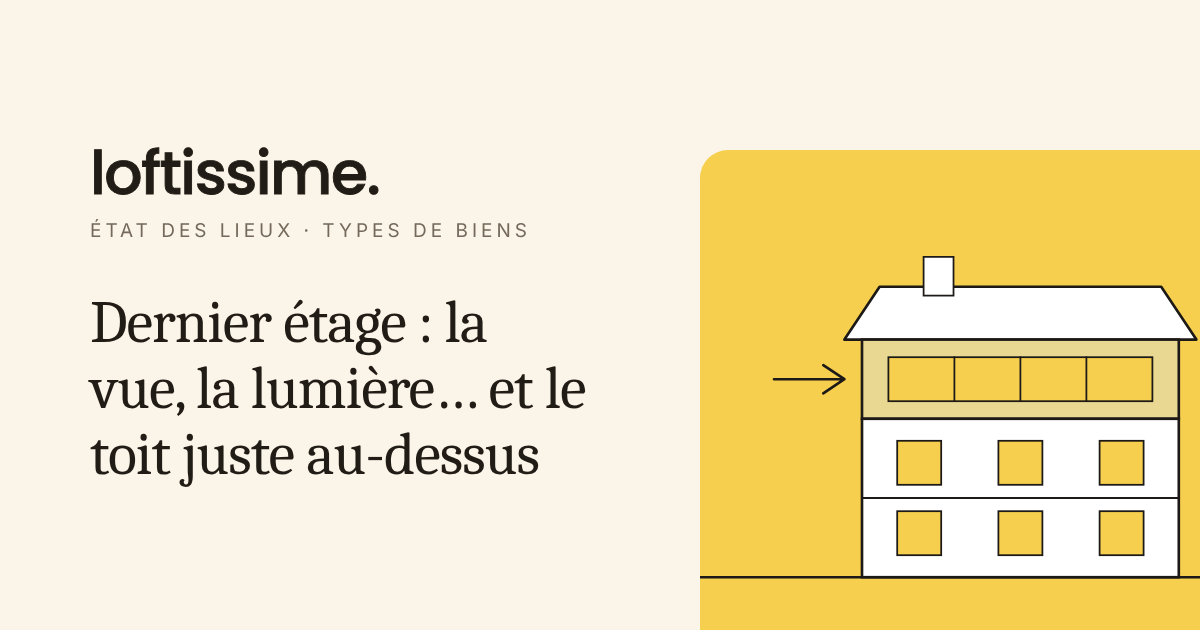 loftissime.
ÉTAT DES LIEUX · TYPES DE BIENS
Dernier étage : la
vue, la lumière… et le
toit juste au-dessus